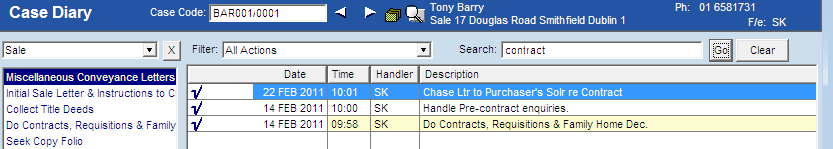 Case Diary
Case Code: BAR001/0001
Tony Barry
Sale 17 Douglas Road Smithfield Dublin 1
Ph: 01 6581731
F/e: SK
Sale X Filter: All Actions Search: contract Go Clear
Miscellaneous Conveyance Letters
Initial Sale Letter & Instructions to C
Collect Title Deeds
Do Contracts, Requisitions & Family
Seek Copy Folio
Date Time Handler Description
22 FEB 2011 10:01 SK Chase Ltr to Purchaser's Solr re Contract
14 FEB 2011 10:00 SK Handle Pre-contract enquiries.
14 FEB 2011 09:58 SK Do Contracts, Requisitions & Family Home Dec.